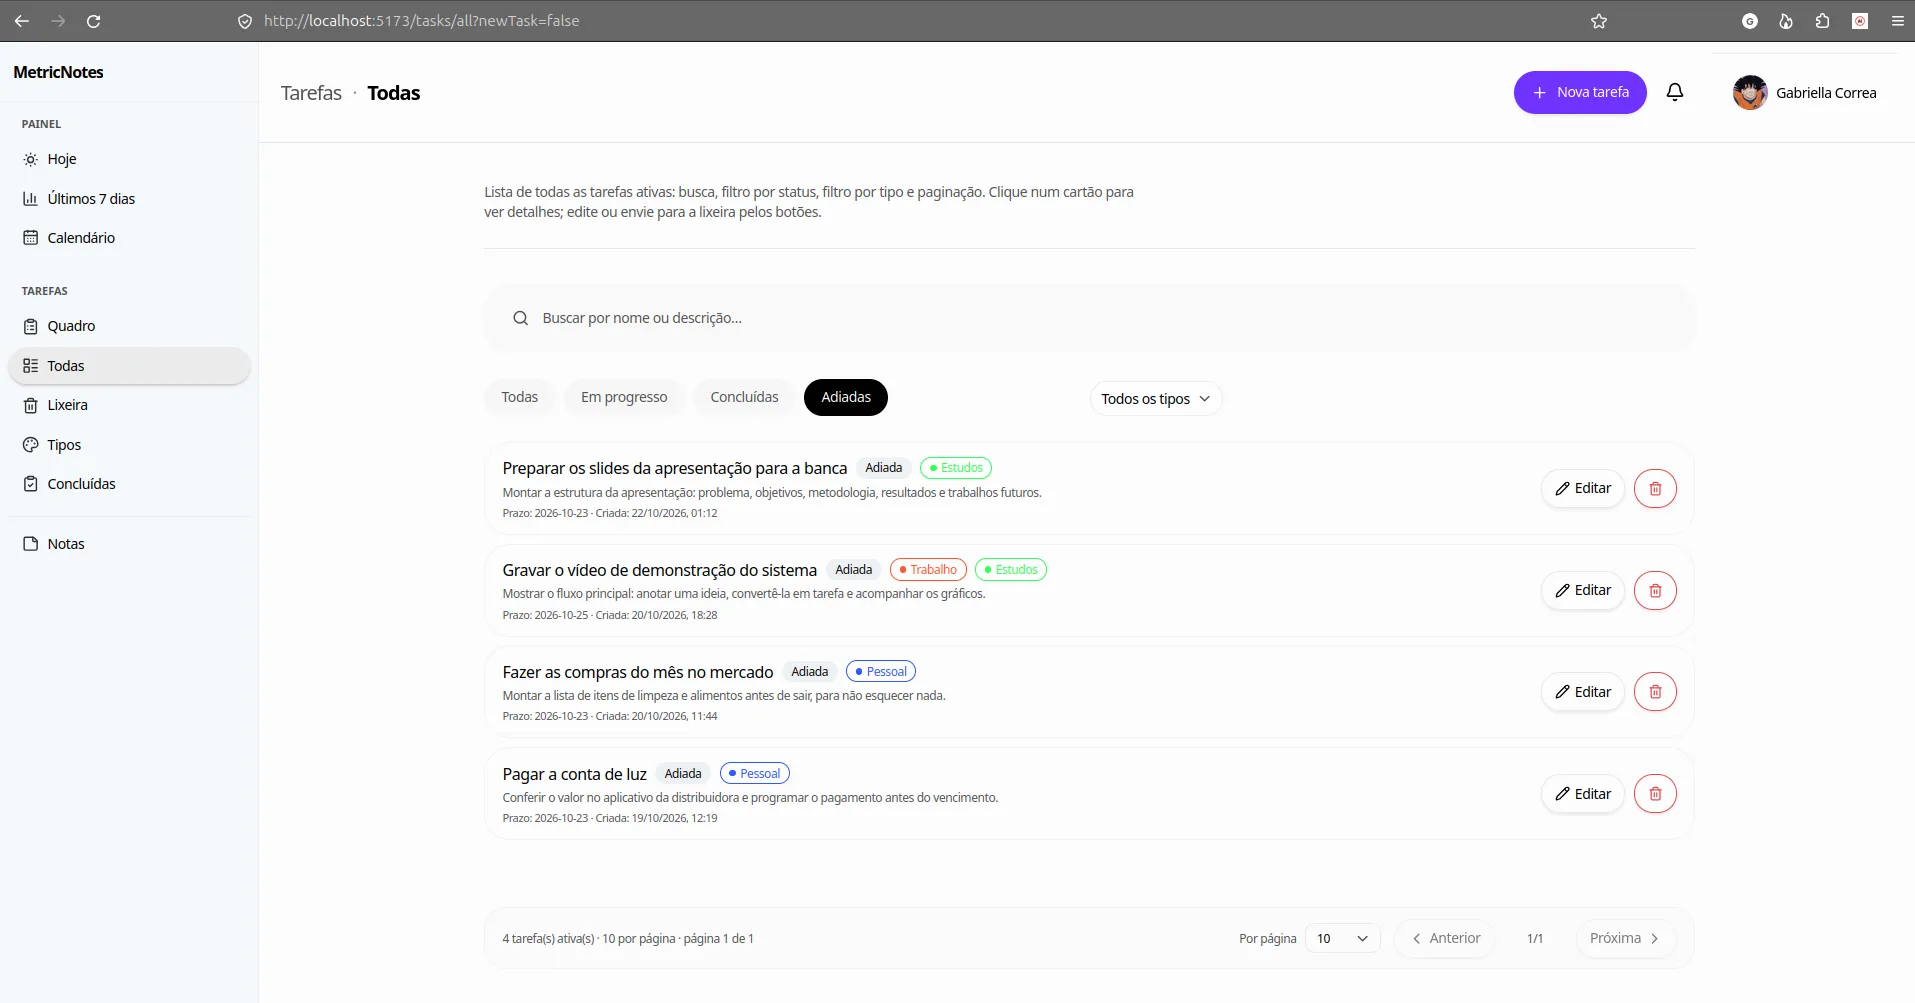 http://localhost:5173/tasks/all?newTask=false
MetricNotes
PAINEL
Hoje
Últimos 7 dias
Calendário
TAREFAS
Quadro
Todas
Lixeira
Tipos
Concluídas
Notas
Tarefas · Todas
+ Nova tarefa
Gabriella Correa
Lista de todas as tarefas ativas: busca, filtro por status, filtro por tipo e paginação. Clique num cartão para
ver detalhes; edite ou envie para a lixeira pelos botões.
Buscar por nome ou descrição...
Todas Em progresso Concluídas Adiadas Todos os tipos
Preparar os slides da apresentação para a banca Adiada Estudos
Montar a estrutura da apresentação: problema, objetivos, metodologia, resultados e trabalhos futuros.
Prazo: 2026-10-23 · Criada: 22/10/2026, 01:12
Editar
Gravar o vídeo de demonstração do sistema Adiada Trabalho Estudos
Mostrar o fluxo principal: anotar uma ideia, convertê-la em tarefa e acompanhar os gráficos.
Prazo: 2026-10-25 · Criada: 20/10/2026, 18:28
Editar
Fazer as compras do mês no mercado Adiada Pessoal
Montar a lista de itens de limpeza e alimentos antes de sair, para não esquecer nada.
Prazo: 2026-10-23 · Criada: 20/10/2026, 11:44
Editar
Pagar a conta de luz Adiada Pessoal
Conferir o valor no aplicativo da distribuidora e programar o pagamento antes do vencimento.
Prazo: 2026-10-23 · Criada: 19/10/2026, 12:19
Editar
4 tarefa(s) ativa(s) · 10 por página · página 1 de 1
Por página 10 Anterior 1/1 Próxima